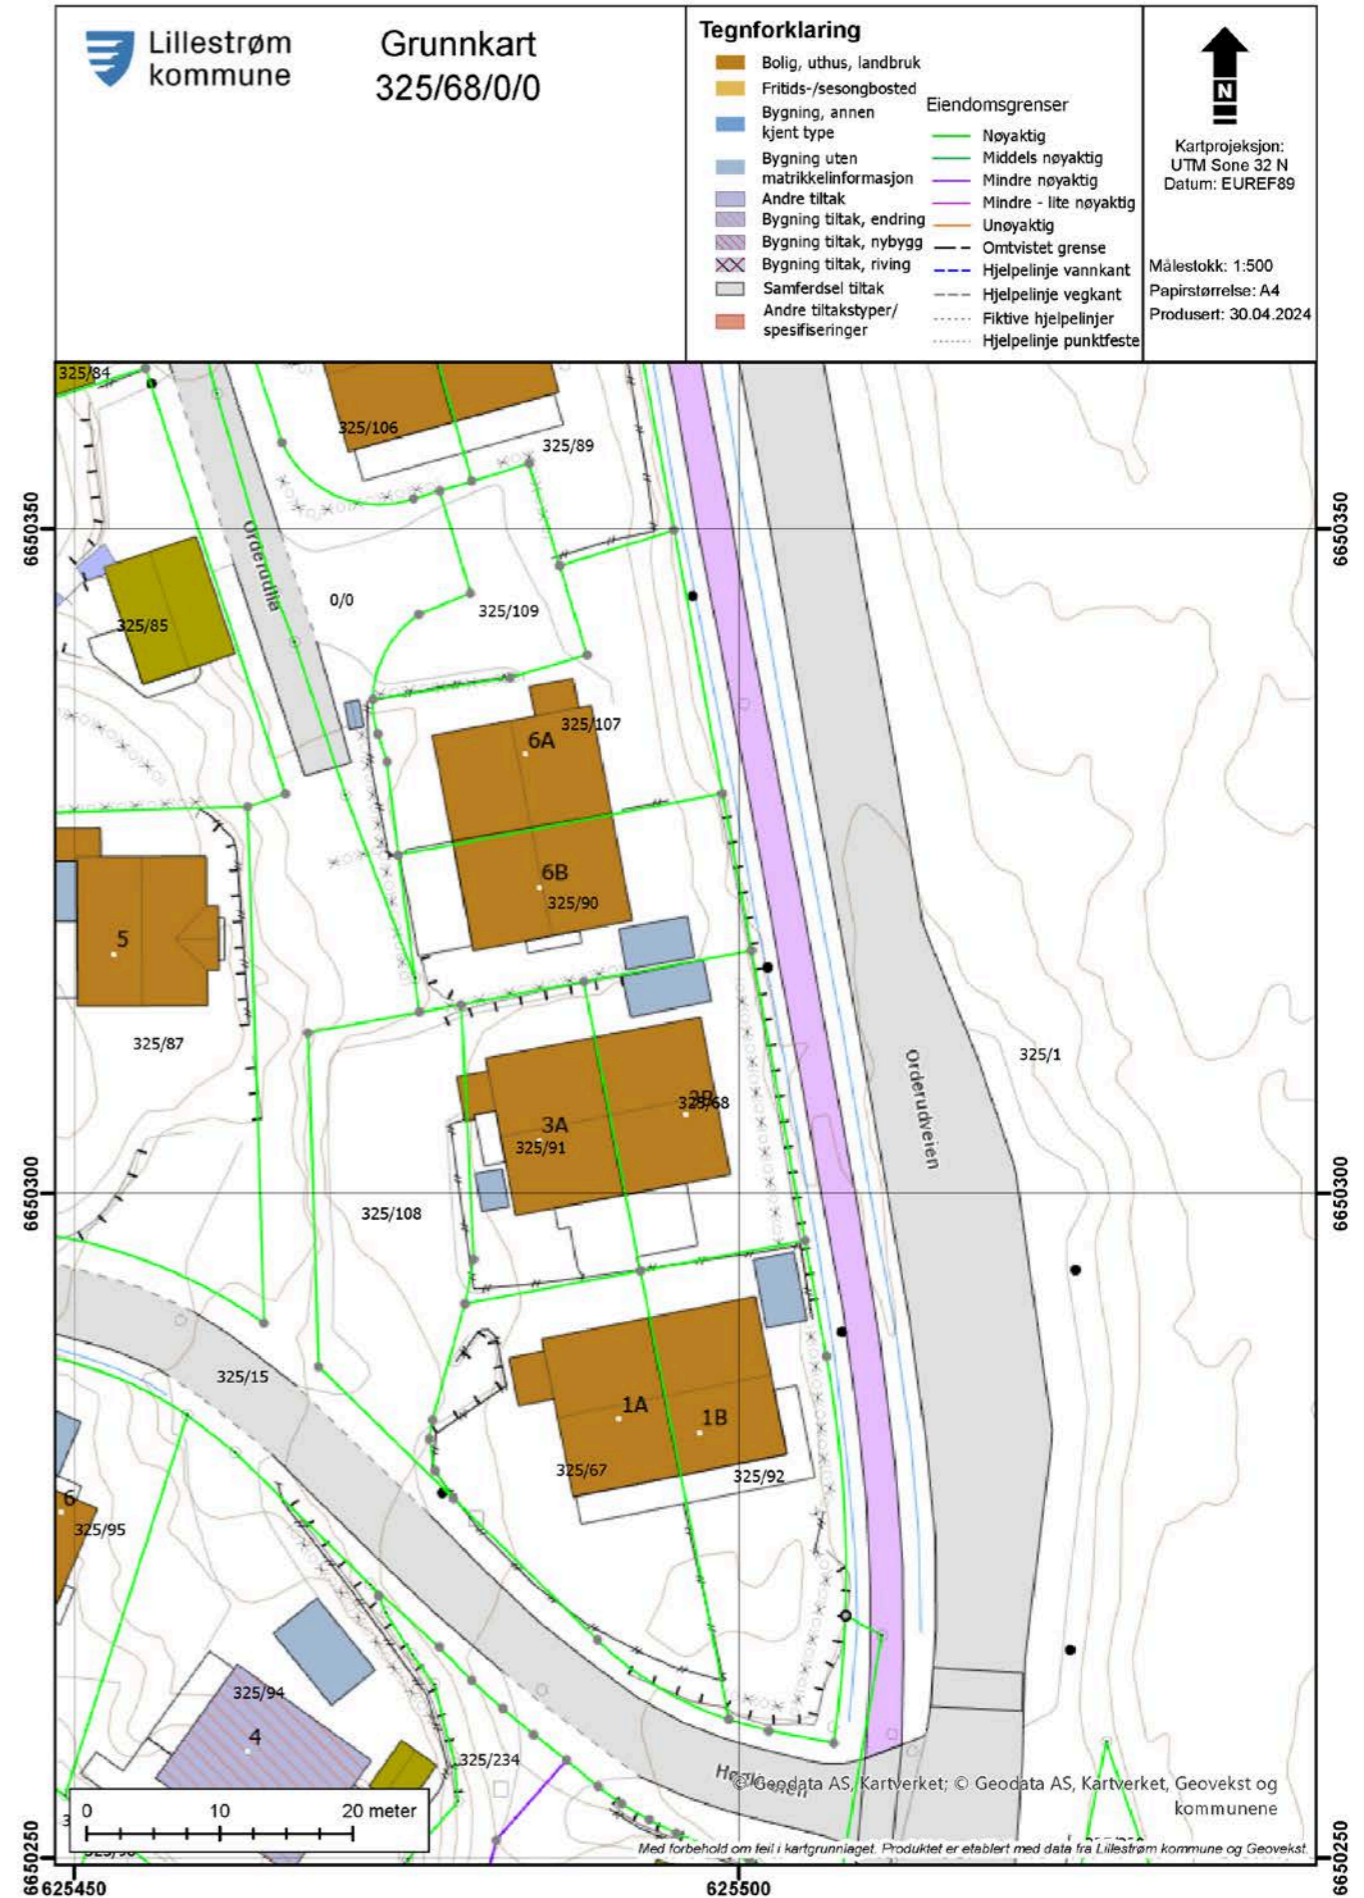 Lillestrøm
kommune
Grunnkart
325/68/0/0
Tegnforklaring
Bolig, uthus, landbruk
Fritids-/sesongbosted
Bygning, annen
kjent type
Bygning uten
matrikkelinformasjon
Andre tiltak
Bygning tiltak, endring
Bygning tiltak, nybygg
Bygning tiltak, riving
Samferdsel tiltak
Andre tiltakstyper/
spesifiseringer
Eiendomsgrenser
Nøyaktig
Middels nøyaktig
Mindre nøyaktig
Mindre - lite nøyaktig
Unøyaktig
Omtvistet grense
Hjelpelinje vannkant
Hjelpelinje vegkant
Fiktive hjelpelinjer
Hjelpelinje punktfeste
N
Kartprojeksjon:
UTM Sone 32 N
Datum: EUREF89
Målestokk: 1:500
Papirstørrelse: A4
Produsert: 30.04.2024
325/84
325/106
325/89
6650350
6650350
Orderudlia
0/0
325/109
325/85
325/107
6A
6B
325/90
5
325/87
325/1
Orderudveien
325/68
3A
325/91
6650300
6650300
325/108
325/15
1A
1B
325/67
325/92
6
325/95
325/94
4
325/234
0 10 20 meter
© Geodata AS, Kartverket; © Geodata AS, Kartverket, Geovekst og
kommunene
Med forbehold om feil i kartgrunnlaget. Produktet er etablert med data fra Lillestrøm kommune og Geovekst.
6650250
6650250
625450
625500